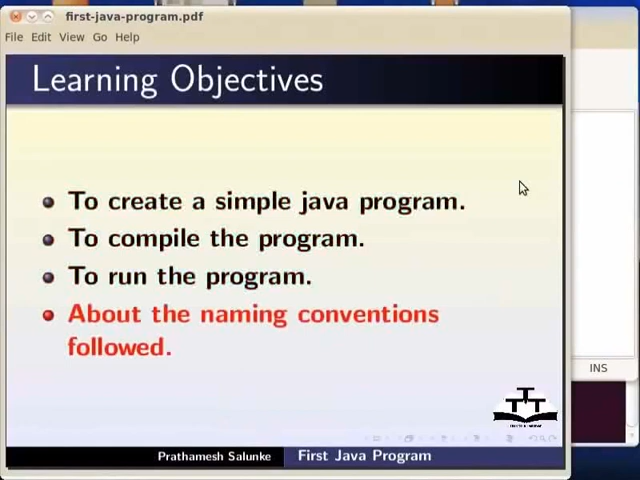 first-java-program.pdf
File Edit View Go Help
Learning Objectives
To create a simple java program.
To compile the program.
To run the program.
About the naming conventions
followed.
INS
Prathamesh Salunke First Java Program